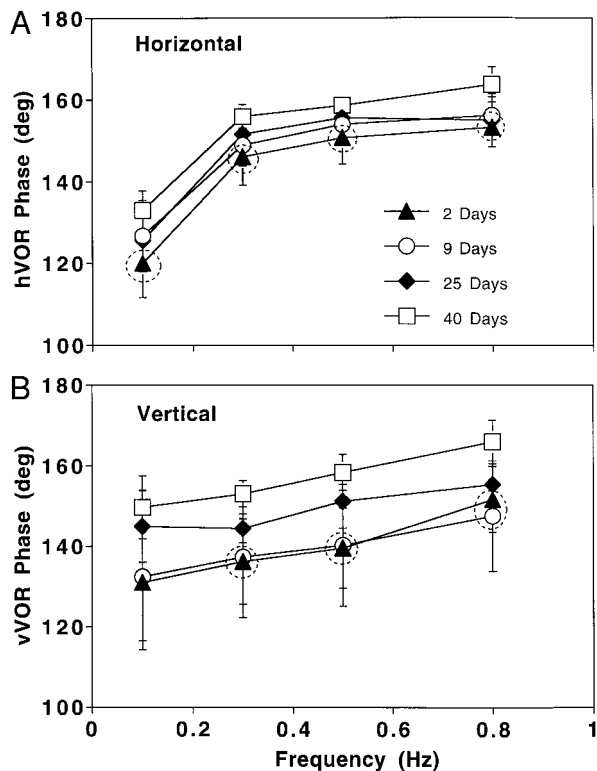 A
Horizontal
hVOR Phase (deg)
180
160
140
120
100
2 Days
9 Days
25 Days
40 Days
B
Vertical
vVOR Phase (deg)
180
160
140
120
100
0 0.2 0.4 0.6 0.8 1
Frequency (Hz)